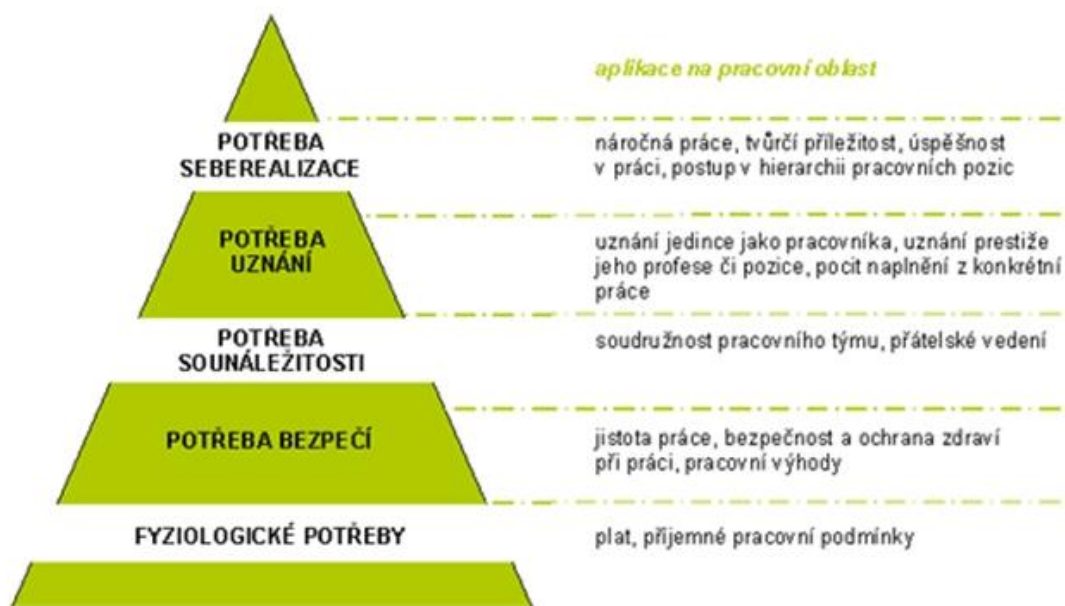 aplikace na pracovní oblast
POTŘEBA
SEBEREALIZACE
náročná práce, tvůrčí příležitost, úspěšnost
v práci, postup v hierarchii pracovních pozic
POTŘEBA
UZNÁNÍ
uznání jedince jako pracovníka, uznání prestiže
jeho profese či pozice, pocit naplnění z konkrétní
práce
POTŘEBA
SOUNÁLEŽITOSTI
soudružnost pracovního týmu, přátelské vedení
POTŘEBA BEZPEČÍ
jistota práce, bezpečnost a ochrana zdraví
při práci, pracovní výhody
FYZIOLOGICKÉ POTŘEBY
plat, příjemné pracovní podmínky